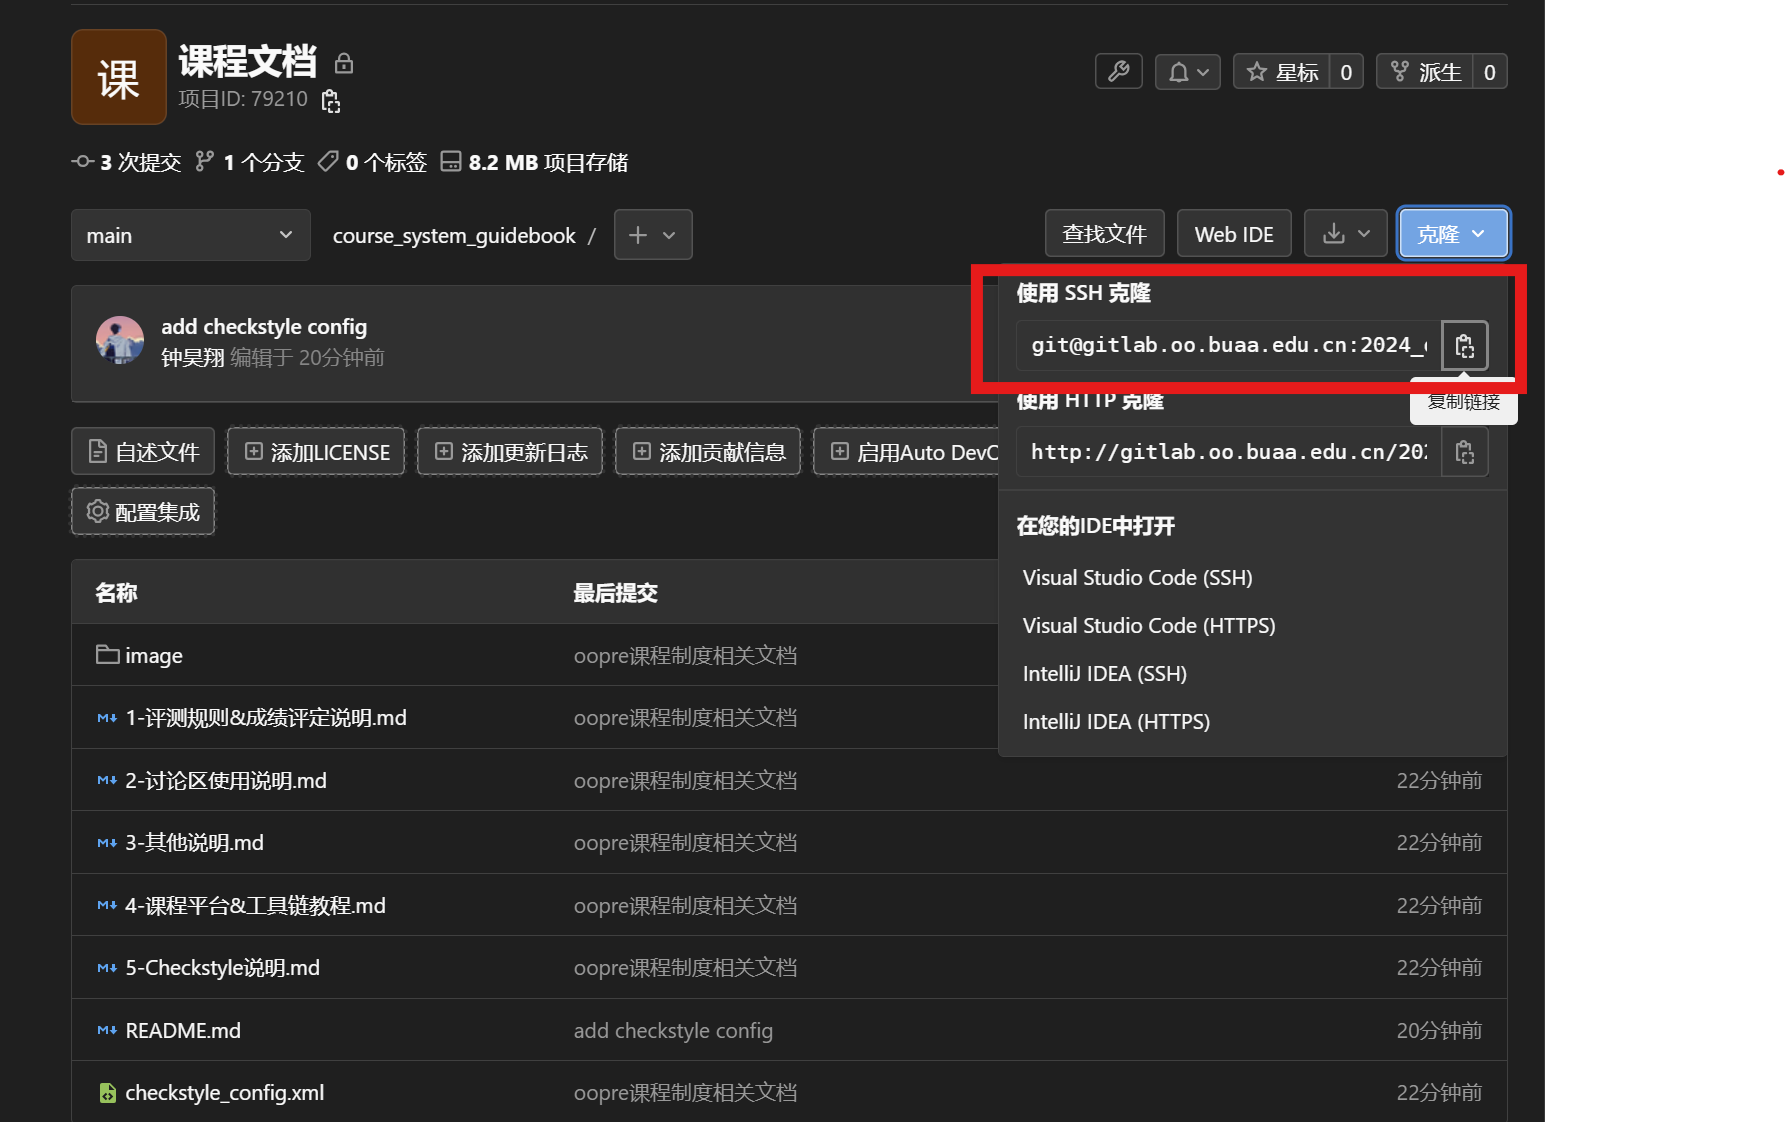 课
课程文档
项目ID: 79210
星标 0
派生 0
3 次提交 1 个分支 0 个标签 8.2 MB 项目存储
main
course_system_guidebook /
查找文件
Web IDE
克隆
add checkstyle config
钟昊翔 编辑于 20分钟前
使用 SSH 克隆
git@gitlab.oo.buaa.edu.cn:2024_
使用 HTTP 克隆
复制链接
http://gitlab.oo.buaa.edu.cn/202
在您的IDE中打开
Visual Studio Code (SSH)
Visual Studio Code (HTTPS)
IntelliJ IDEA (SSH)
IntelliJ IDEA (HTTPS)
自述文件
添加LICENSE
添加更新日志
添加贡献信息
启用Auto DevO
配置集成
名称 最后提交
image oopre课程制度相关文档
1-评测规则&成绩评定说明.md oopre课程制度相关文档
2-讨论区使用说明.md oopre课程制度相关文档 22分钟前
3-其他说明.md oopre课程制度相关文档 22分钟前
4-课程平台&工具链教程.md oopre课程制度相关文档 22分钟前
5-Checkstyle说明.md oopre课程制度相关文档 22分钟前
README.md add checkstyle config 20分钟前
checkstyle_config.xml oopre课程制度相关文档 22分钟前